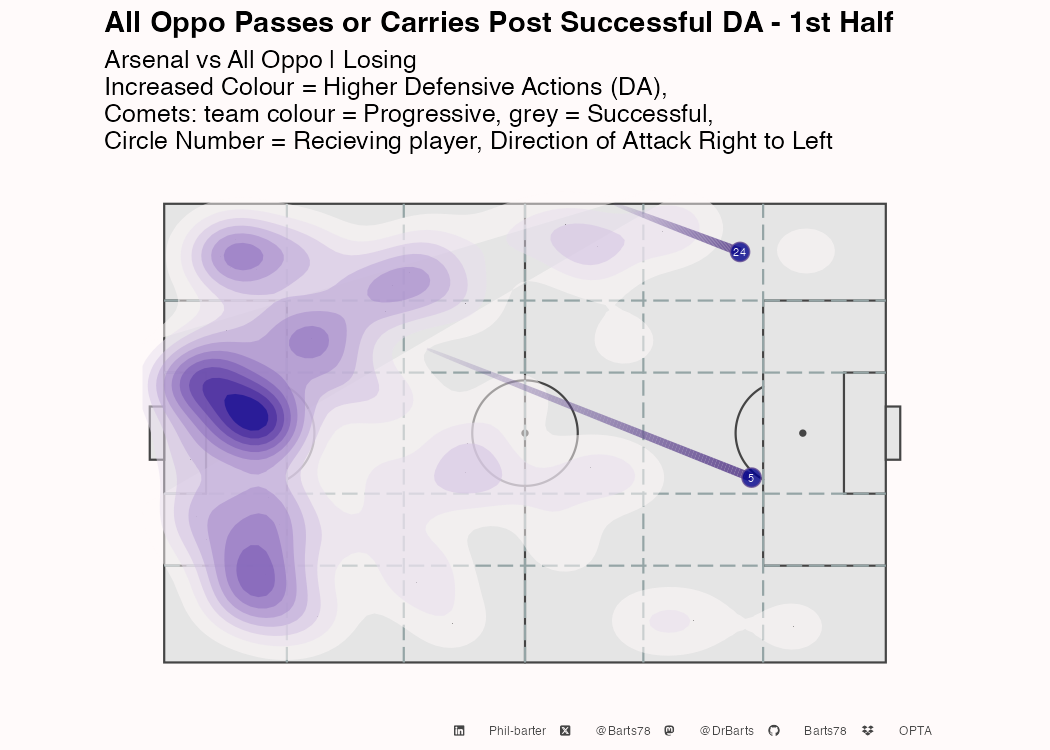 All Oppo Passes or Carries Post Successful DA - 1st Half
Arsenal vs All Oppo | Losing
Increased Colour = Higher Defensive Actions (DA),
Comets: team colour = Progressive, grey = Successful,
Circle Number = Recieving player, Direction of Attack Right to Left
24
5
Phil-barter @Barts78 @DrBarts Barts78 OPTA